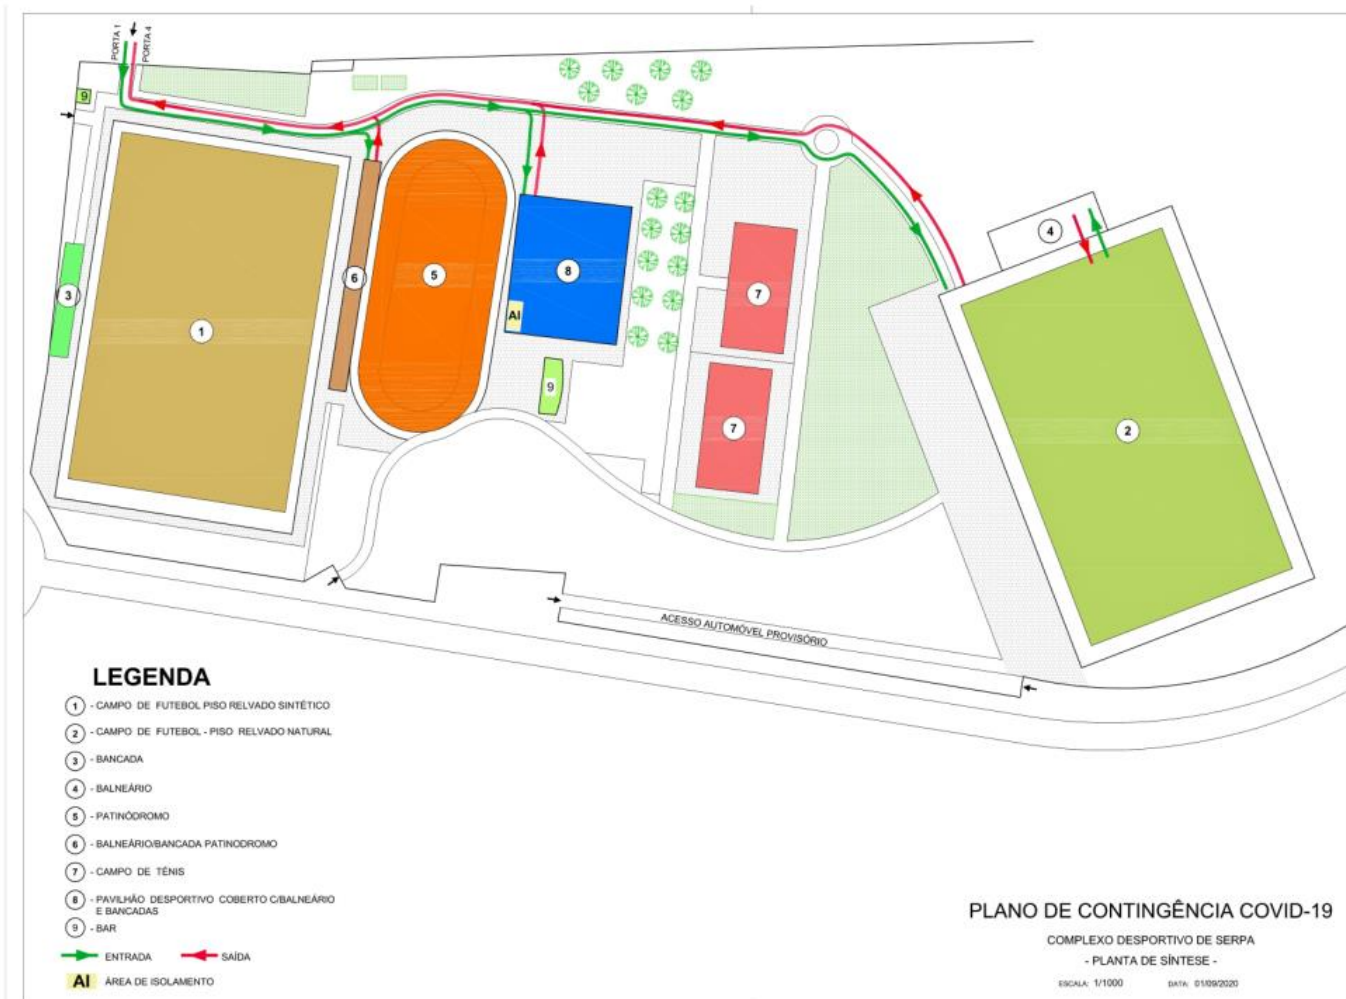 PORTA 1
PORTA 4
9
4
3
6
5
8
7
1
AI
9
7
2
ACESSO AUTOMÓVEL PROVISÓRIO
LEGENDA
1 - CAMPO DE FUTEBOL PISO RELVADO SINTÉTICO
2 - CAMPO DE FUTEBOL - PISO RELVADO NATURAL
3 - BANCADA
4 - BALNEÁRIO
5 - PATINÓDROMO
6 - BALNEÁRIO/BANCADA PATINODROMO
7 - CAMPO DE TÉNIS
8 - PAVILHÃO DESPORTIVO COBERTO C/BALNEÁRIO
E BANCADAS
9 - BAR
ENTRADA SAÍDA
AI ÁREA DE ISOLAMENTO
PLANO DE CONTINGÊNCIA COVID-19
COMPLEXO DESPORTIVO DE SERPA
- PLANTA DE SÍNTESE -
ESCALA: 1/1000 DATA: 01/09/2020